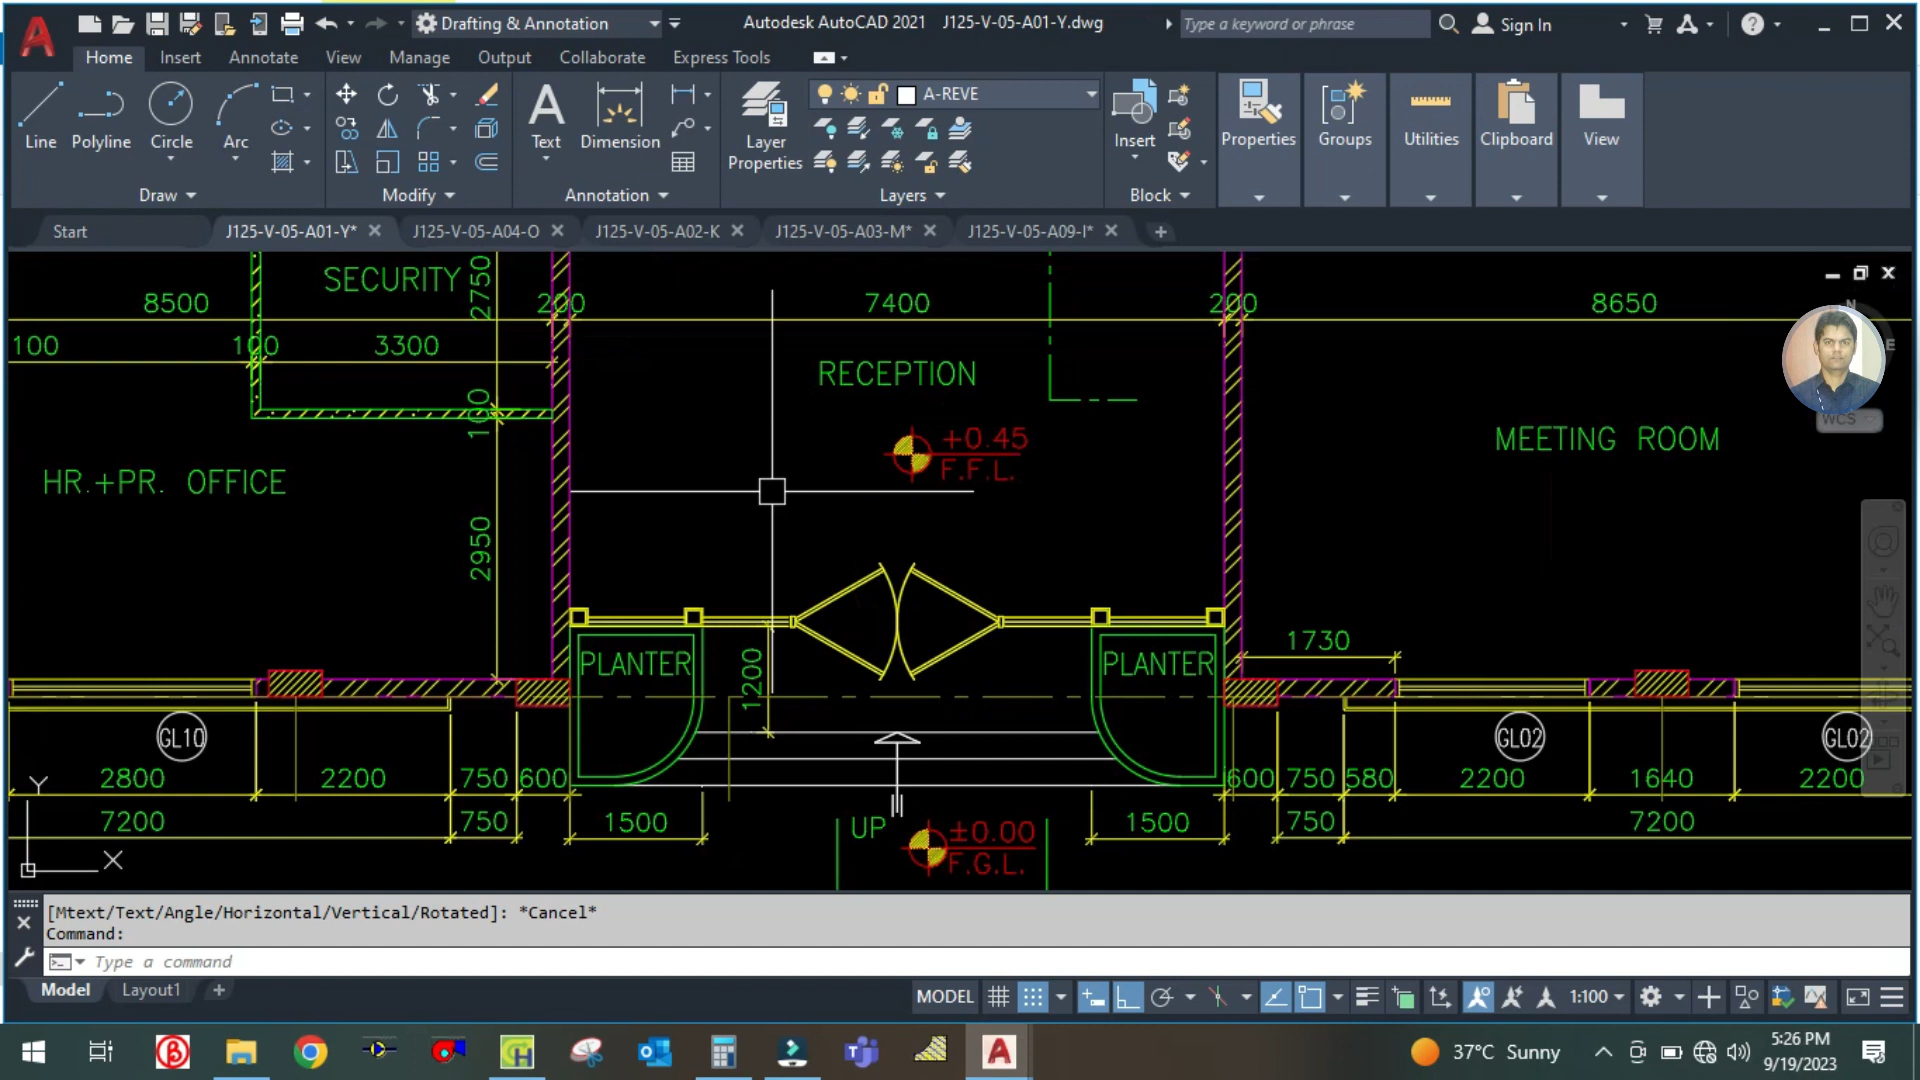 Drafting & Annotation
Autodesk AutoCAD 2021 J125-V-05-A01-Y.dwg
Type a keyword or phrase
Sign In
Home Insert Annotate View Manage Output Collaborate Express Tools
A-REVE
Line Polyline Circle Arc
Text Dimension
Layer Properties
Insert
Properties Groups Utilities Clipboard View
Draw Modify Annotation Layers Block
Start J125-V-05-A01-Y* J125-V-05-A04-O J125-V-05-A02-K J125-V-05-A03-M* J125-V-05-A09-I*
SECURITY 2750
8500 200 7400 200 8650
N
100 100 3300
E
RECEPTION
100
WCS
+0.45
F.F.L.
MEETING ROOM
HR.+PR. OFFICE
2950
1730
PLANTER PLANTER
1200
GL10 GL02 GL02
Y
2800 2200 750 600 600 750 580 2200 1640 2200
7200 750 1500 UP ±0.00 1500 750 7200
F.G.L.
X
[Mtext/Text/Angle/Horizontal/Vertical/Rotated]: *Cancel*
Command:
Type a command
Model Layout1
MODEL 1:100
37°C Sunny
5:26 PM
9/19/2023